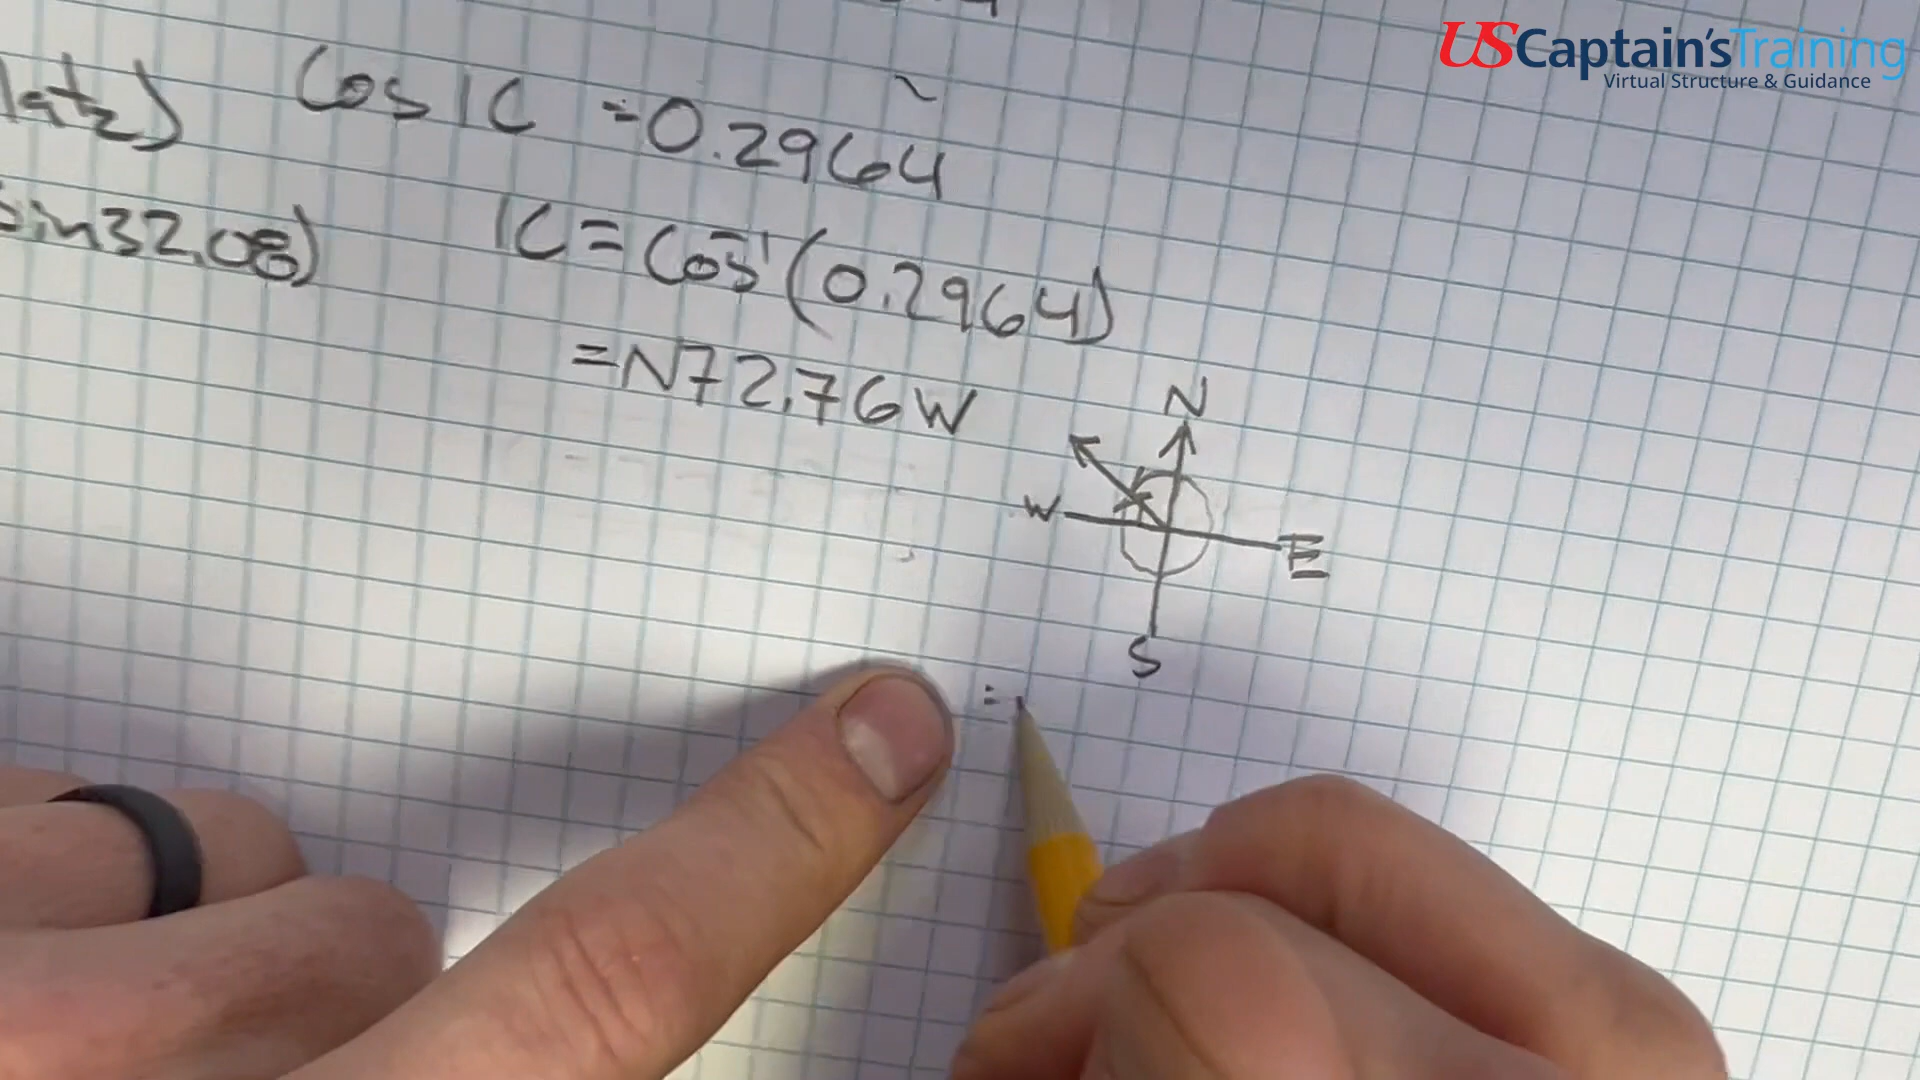 USCaptain'sTraining
Virtual Structure & Guidance
lat₂) Cos IC = 0.2964
sin32.08) IC = Cos⁻¹(0.2964)
= N72.76W
N
W
E
S
=